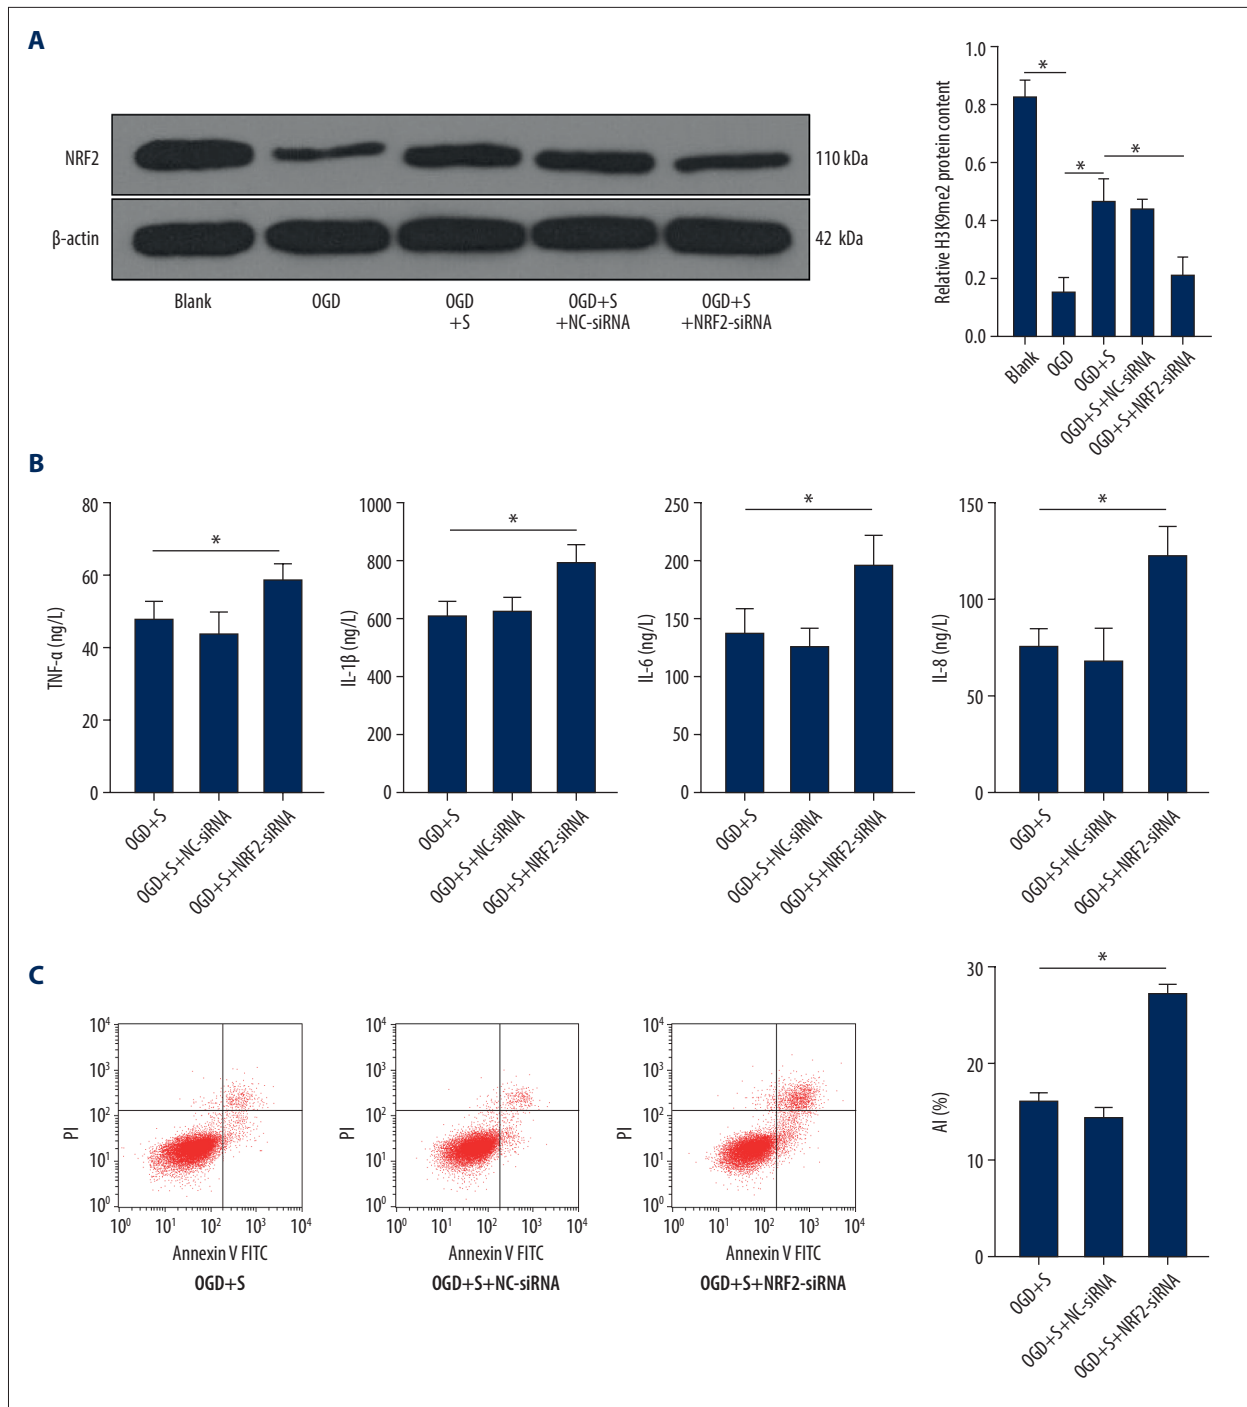 A
NRF2
110 kDa
β-actin
42 kDa
Blank
OGD
OGD
+S
OGD+S
+NC-siRNA
OGD+S
+NRF2-siRNA
Relative H3K9me2 protein content
1.0
0.8
0.6
0.4
0.2
0.0
*
*
*
Blank
OGD
OGD+S
OGD+S+NC-siRNA
OGD+S+NRF2-siRNA
B
TNF-α (ng/L)
80
60
40
20
0
*
OGD+S
OGD+S+NC-siRNA
OGD+S+NRF2-siRNA
IL-1β (ng/L)
1000
800
600
400
200
0
*
OGD+S
OGD+S+NC-siRNA
OGD+S+NRF2-siRNA
IL-6 (ng/L)
250
200
150
100
50
0
*
OGD+S
OGD+S+NC-siRNA
OGD+S+NRF2-siRNA
IL-8 (ng/L)
150
100
50
0
*
OGD+S
OGD+S+NC-siRNA
OGD+S+NRF2-siRNA
C
PI
10⁴
10³
10²
10¹
10⁰
10⁰ 10¹ 10² 10³ 10⁴
Annexin V FITC
OGD+S
PI
10⁴
10³
10²
10¹
10⁰
10⁰ 10¹ 10² 10³ 10⁴
Annexin V FITC
OGD+S+NC-siRNA
PI
10⁴
10³
10²
10¹
10⁰
10⁰ 10¹ 10² 10³ 10⁴
Annexin V FITC
OGD+S+NRF2-siRNA
AI (%)
30
20
10
0
*
OGD+S
OGD+S+NC-siRNA
OGD+S+NRF2-siRNA